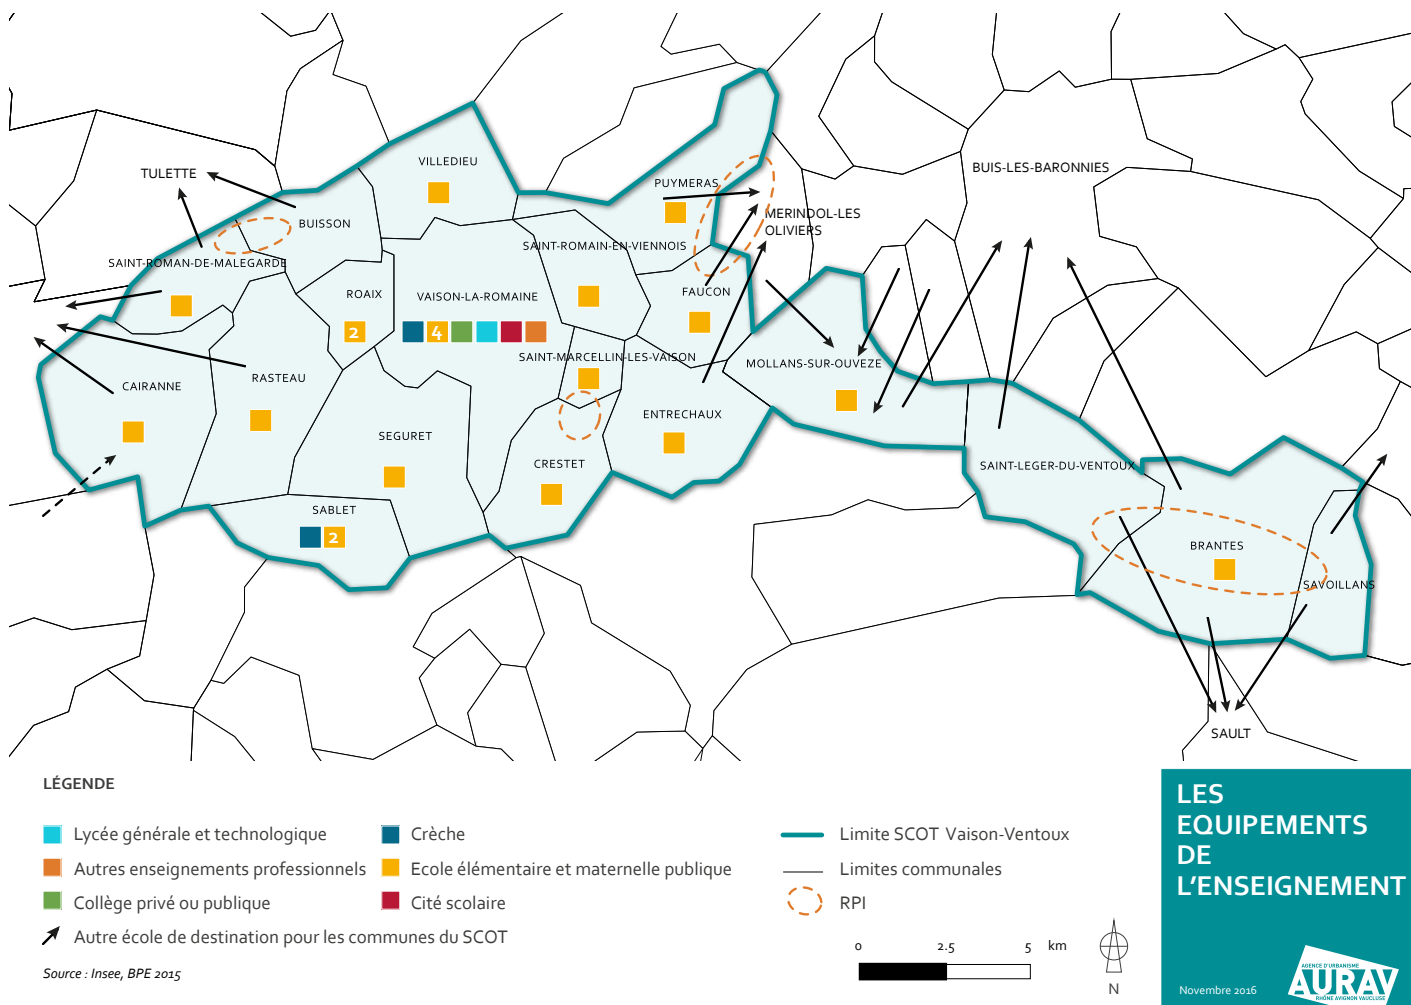 VILLEDIEU
TULETTE
BUIS-LES-BARONNIES
PUYMERAS
BUISSON
MERINDOL-LES
OLIVIERS
SAINT-ROMAIN-EN-VIENNOIS
SAINT-ROMAN-DE-MALEGARDE
ROAIX
VAISON-LA-ROMAINE
FAUCON
2
4
SAINT-MARCELLIN-LES-VAISON
MOLLANS-SUR-OUVEZE
CAIRANNE
RASTEAU
ENTRECHAUX
SEGURET
CRESTET
SAINT-LEGER-DU-VENTOUX
SABLET
2
BRANTES
SAVOILLANS
SAULT
LÉGENDE
Lycée générale et technologique
Autres enseignements professionnels
Collège privé ou publique
Autre école de destination pour les communes du SCOT
Crèche
Ecole élémentaire et maternelle publique
Cité scolaire
Limite SCOT Vaison-Ventoux
Limites communales
RPI
0 2.5 5 km
N
Source : Insee, BPE 2015
LES
EQUIPEMENTS
DE
L'ENSEIGNEMENT
Novembre 2016
AGENCE D'URBANISME
AURAV
RHÔNE AVIGNON VAUCLUSE